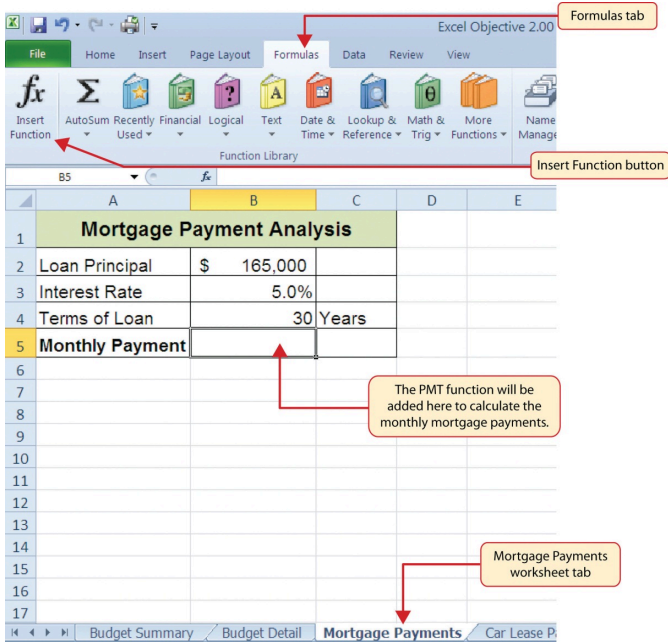 Formulas tab
Excel Objective 2.00
File Home Insert Page Layout Formulas Data Review View
fx Σ A θ
Insert Function
AutoSum
Recently Used
Financial
Logical
Text
Date & Time
Lookup & Reference
Math & Trig
More Functions
Name
Function Library
Insert Function button
B5 fx
A B C D E
1 Mortgage Payment Analysis
2 Loan Principal $ 165,000
3 Interest Rate 5.0%
4 Terms of Loan 30 Years
5 Monthly Payment
6
7
8
9
10
11
12
13
14
15
16
17
The PMT function will be
added here to calculate the
monthly mortgage payments.
Mortgage Payments
worksheet tab
Budget Summary Budget Detail Mortgage Payments Car Lease